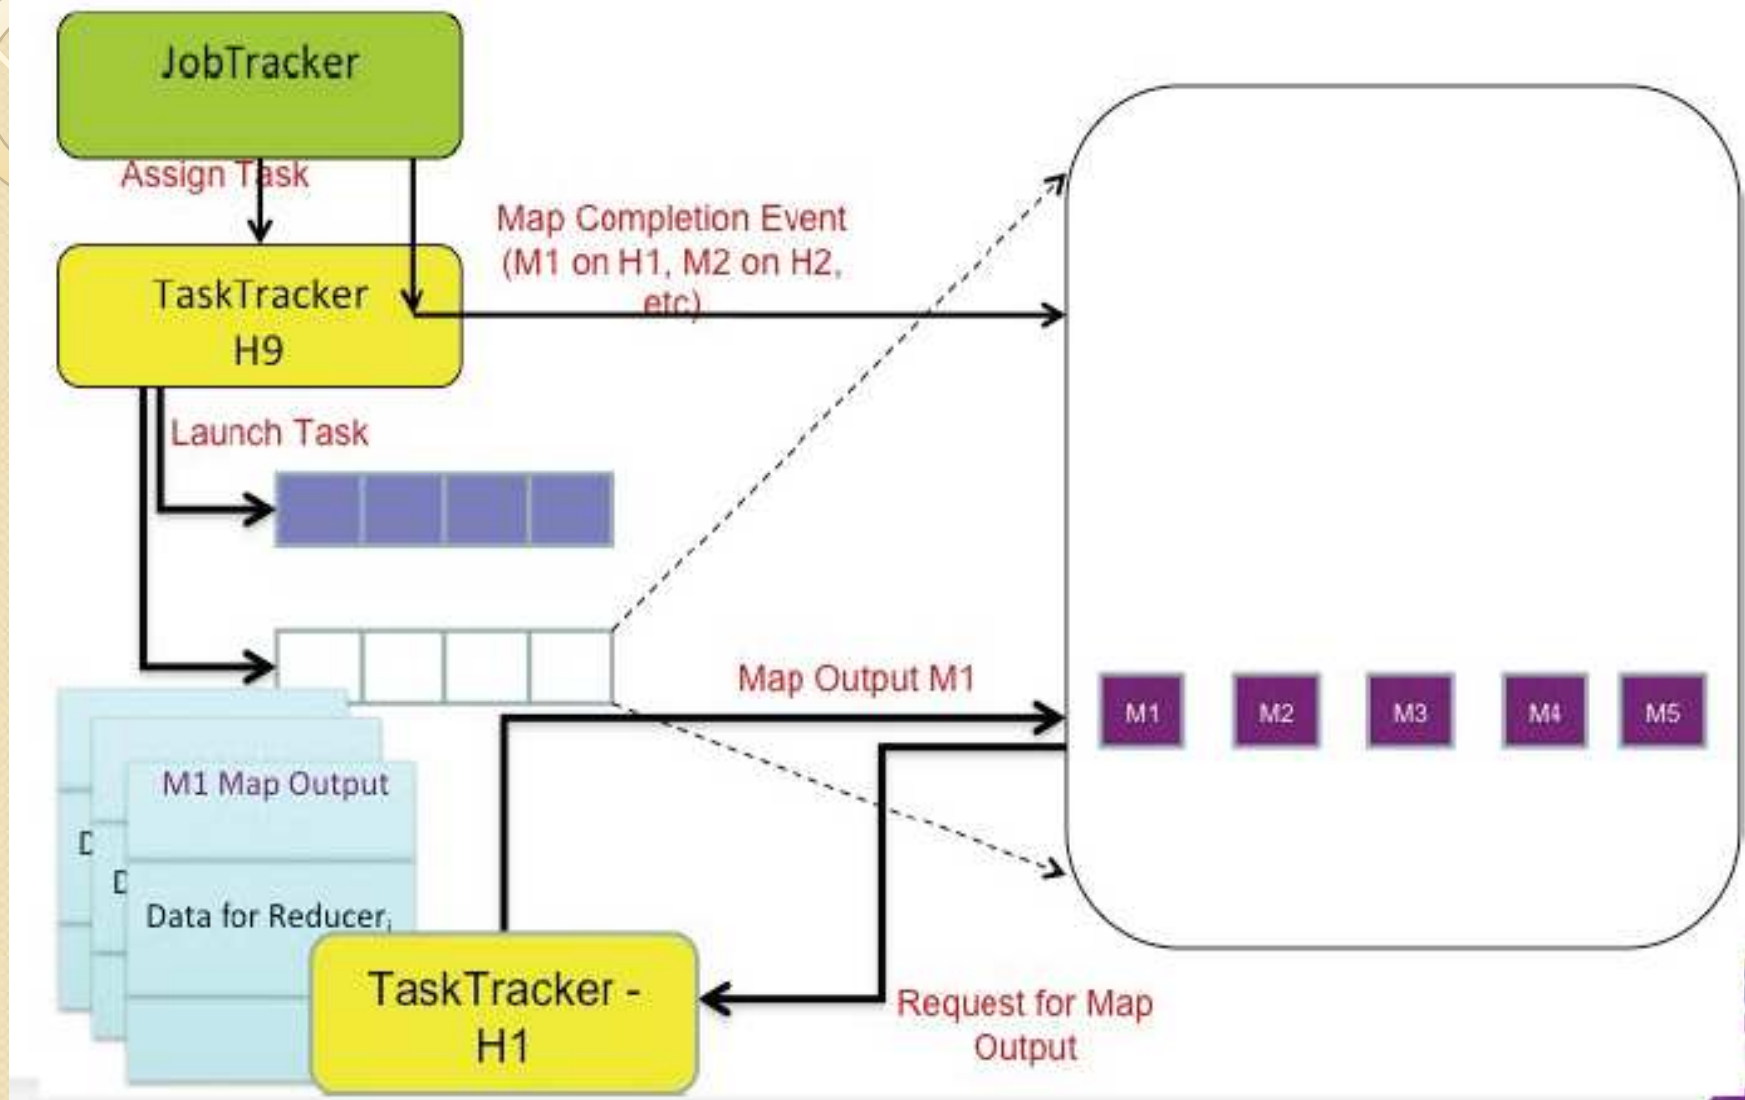 JobTracker
Assign Task
Map Completion Event
(M1 on H1, M2 on H2,
etc)
TaskTracker
H9
Launch Task
Map Output M1
M1
M2
M3
M4
M5
M1 Map Output
D
D
Data for Reducerⱼ
TaskTracker -
H1
Request for Map
Output